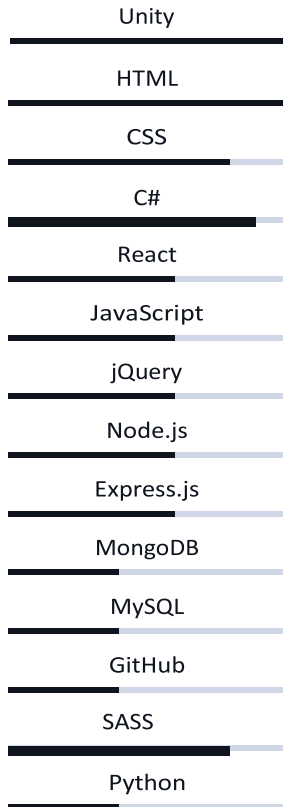 Unity
HTML
CSS
C#
React
JavaScript
jQuery
Node.js
Express.js
MongoDB
MySQL
GitHub
SASS
Python